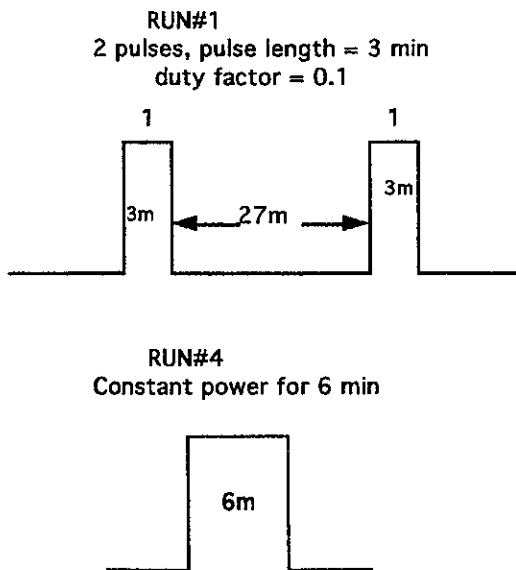 RUN#1
2 pulses, pulse length = 3 min
duty factor = 0.1
1 1
3m 27m 3m
RUN#4
Constant power for 6 min
6m